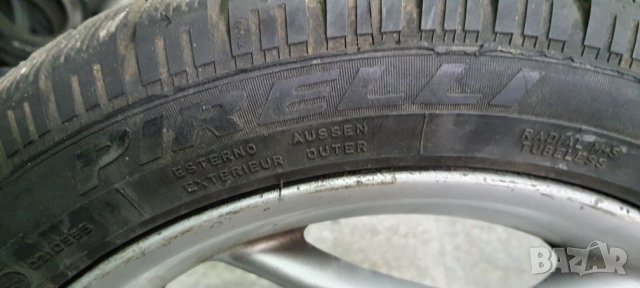 PIRELLI
ESTERNO AUSSEN
EXTERIEUR OUTER
RADIAL M+S
TUBELESS
BAZAR